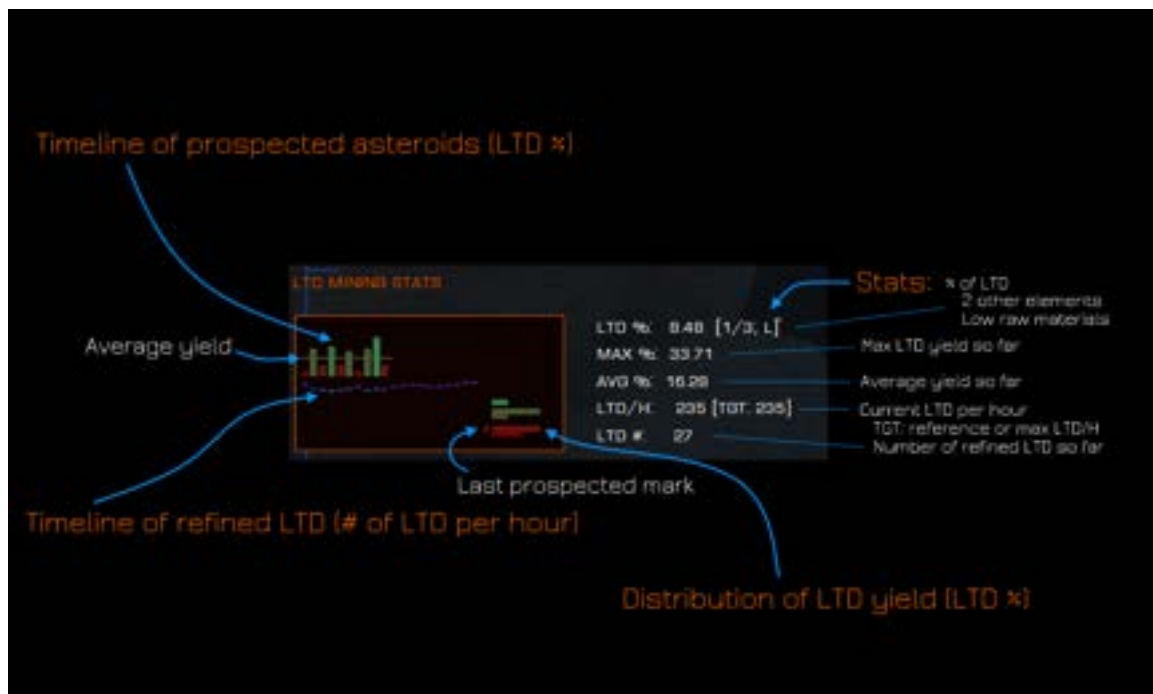 Timeline of prospected asteroids (LTD %)
LTD MINING STATS
Stats: % of LTD
2 other elements
Low raw materials
LTD %: 8.48 [1/3, L]
Average yield
Max LTD yield so far
MAX %: 33.71
AVG %: 16.28
Average yield so far
LTD/H: 235 [TGT: 235]
Current LTD per hour
TGT: reference or max LTD/H
LTD #: 27
Number of refined LTD so far
Last prospected mark
Timeline of refined LTD (# of LTD per hour)
Distribution of LTD yield (LTD %)